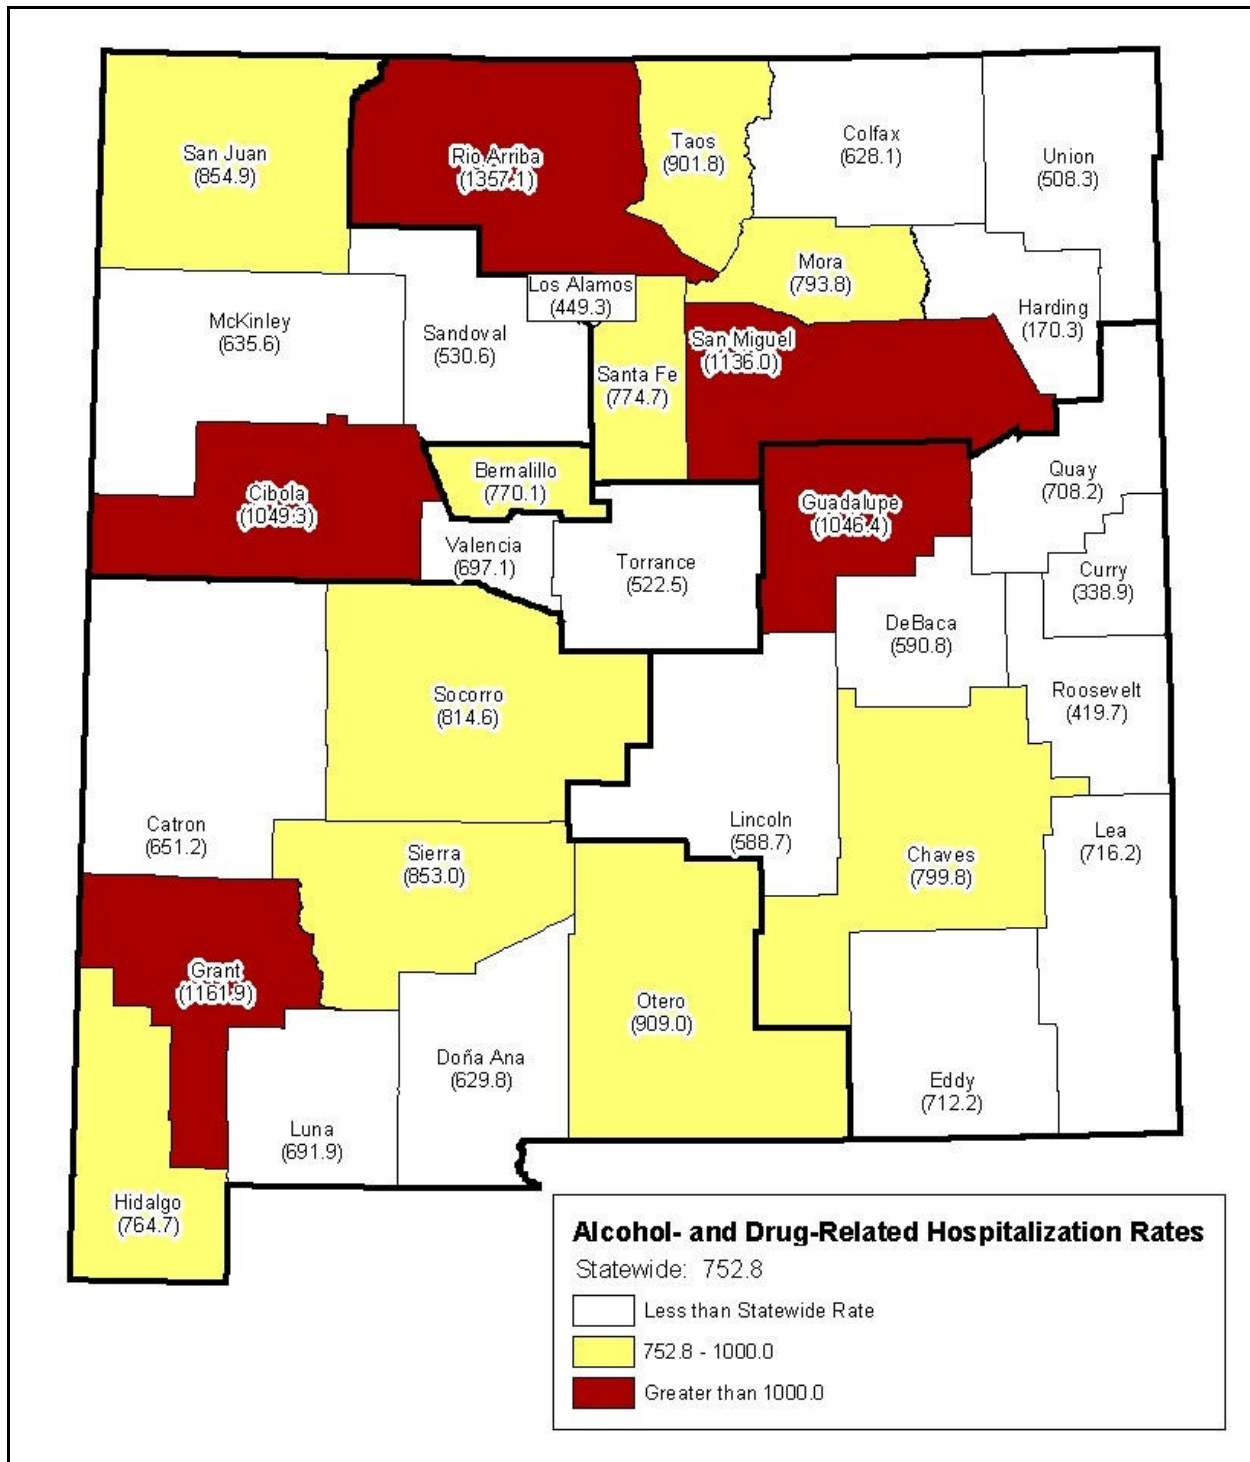 San Juan
(854.9)
Rio Arriba
(1357.1)
Taos
(901.8)
Colfax
(628.1)
Union
(508.3)
Mora
(793.8)
Los Alamos
(449.3)
Harding
(170.3)
McKinley
(635.6)
Sandoval
(530.6)
San Miguel
(1136.0)
Santa Fe
(774.7)
Bernalillo
(770.1)
Quay
(708.2)
Cibola
(1049.3)
Guadalupe
(1046.4)
Valencia
(697.1)
Torrance
(522.5)
Curry
(338.9)
DeBaca
(590.8)
Socorro
(814.6)
Roosevelt
(419.7)
Catron
(651.2)
Lincoln
(588.7)
Lea
(716.2)
Sierra
(853.0)
Chaves
(799.8)
Grant
(1161.9)
Otero
(909.0)
Doña Ana
(629.8)
Eddy
(712.2)
Luna
(691.9)
Hidalgo
(764.7)
Alcohol- and Drug-Related Hospitalization Rates
Statewide: 752.8
Less than Statewide Rate
752.8 - 1000.0
Greater than 1000.0